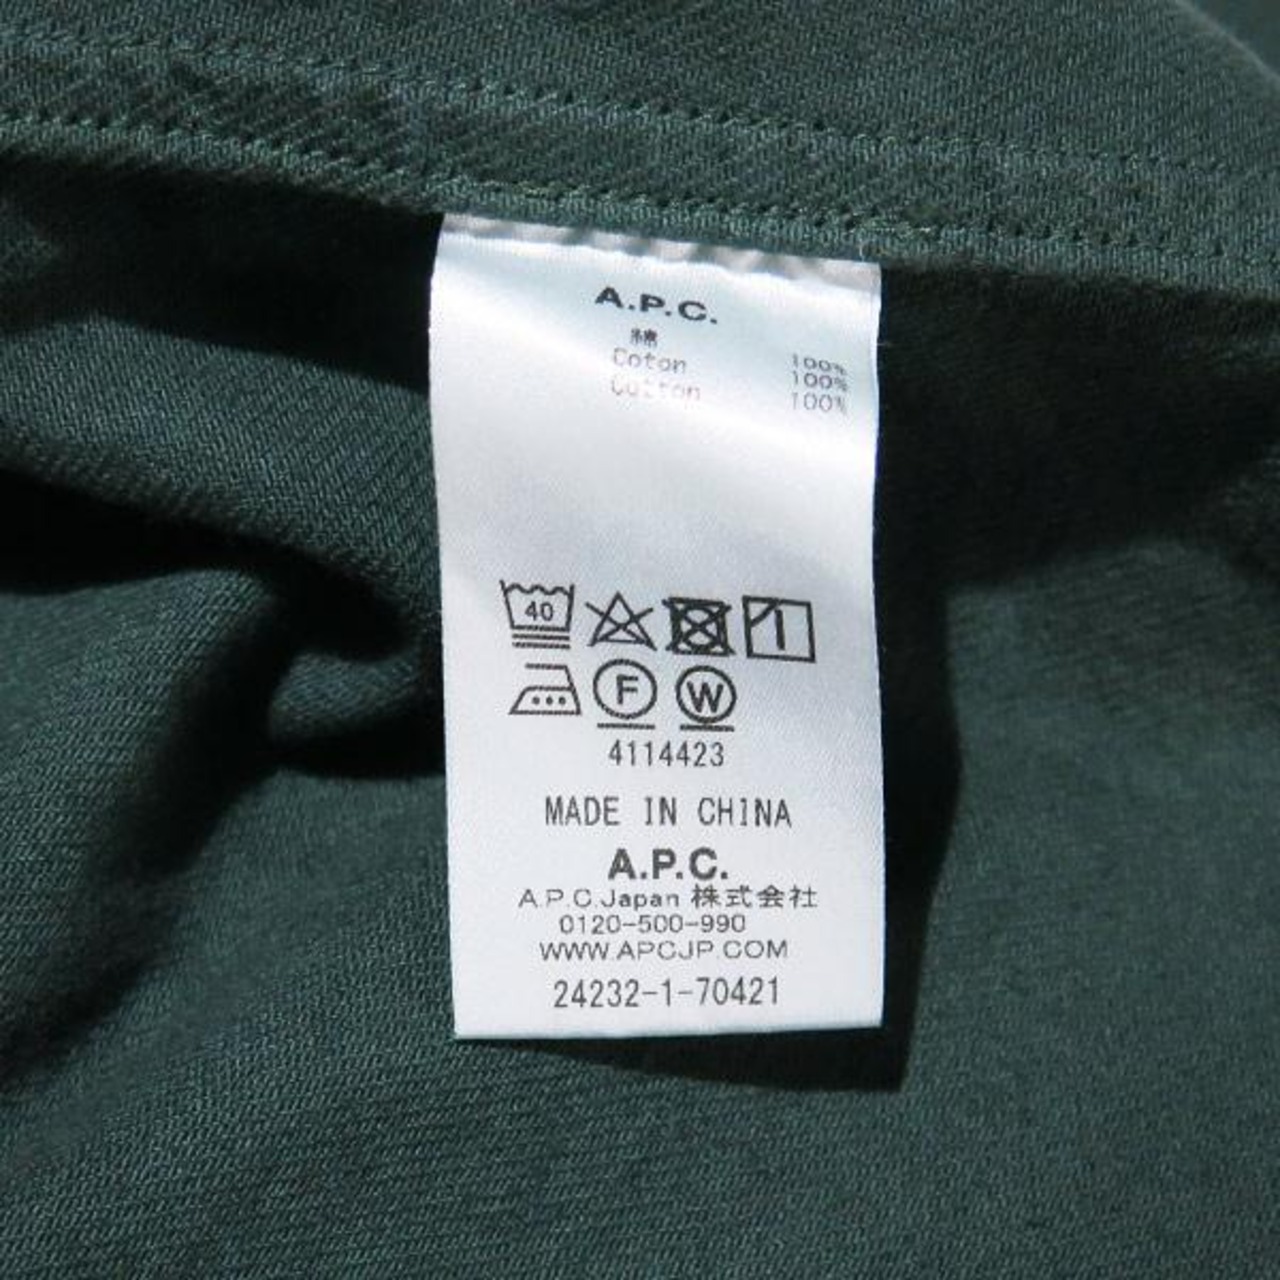 A.P.C.
綿 100%
Coton 100%
Cotton 100%
40
F W
4114423
MADE IN CHINA
A.P.C.
A.P.C.Japan 株式会社
0120-500-990
WWW.APCJP.COM
24232-1-70421